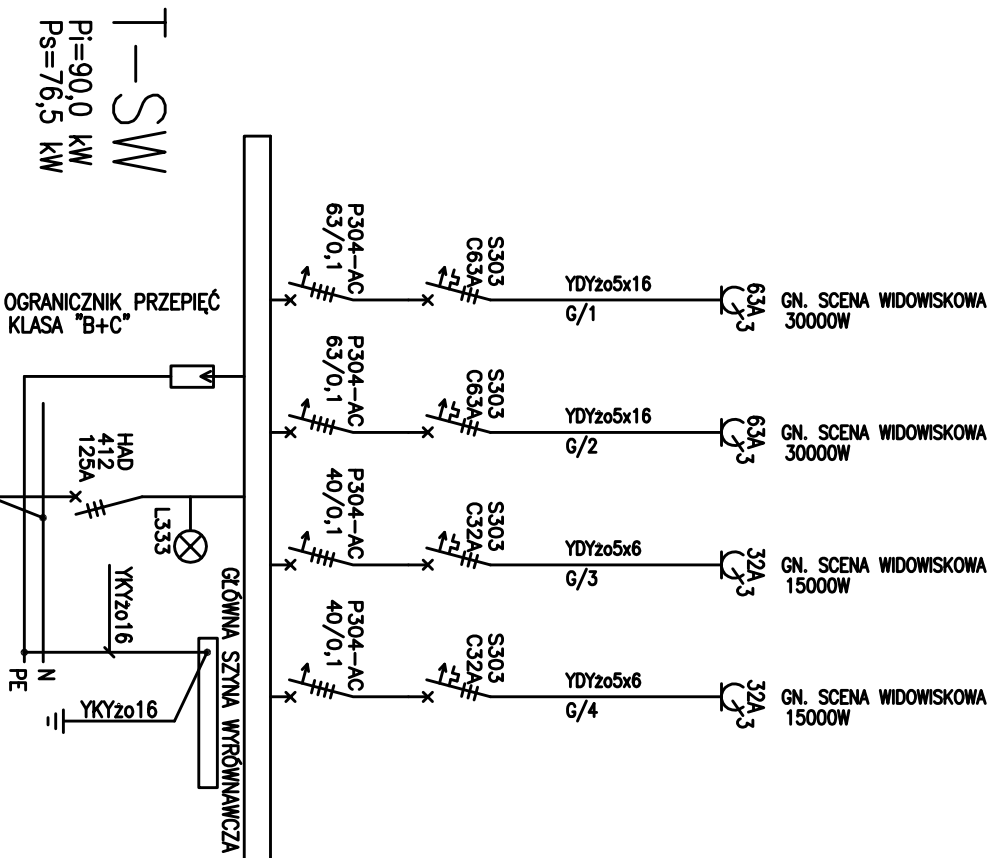 T-SW
Pi=90,0 kW
Ps=76,5 kW
P304-AC
63/0,1
S303
C63A
YDYżo5x16
G/1
63A
3
GN. SCENA WIDOWISKOWA
30000W
P304-AC
63/0,1
S303
C63A
YDYżo5x16
G/2
63A
3
GN. SCENA WIDOWISKOWA
30000W
P304-AC
40/0,1
S303
C32A
YDYżo5x6
G/3
32A
3
GN. SCENA WIDOWISKOWA
15000W
P304-AC
40/0,1
S303
C32A
YDYżo5x6
G/4
32A
3
GN. SCENA WIDOWISKOWA
15000W
OGRANICZNIK PRZEPIĘĆ
KLASA "B+C"
HAD
412
125A
L333
GŁÓWNA SZYNA WYRÓWNAWCZA
YKYżo16
YKYżo16
N
PE